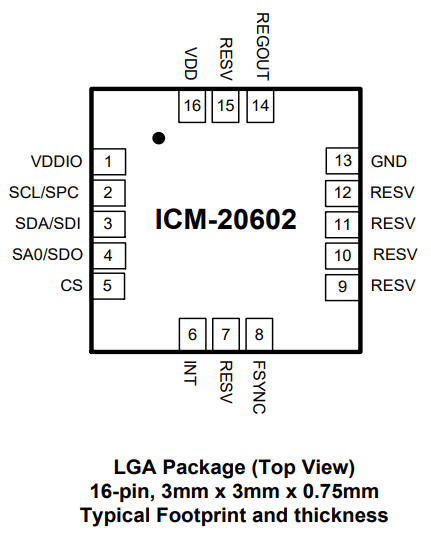 VDD RESV REGOUT
16 15 14
VDDIO 1 13 GND
SCL/SPC 2 12 RESV
SDA/SDI 3 ICM-20602 11 RESV
SA0/SDO 4 10 RESV
CS 5 9 RESV
6 7 8
INT RESV FSYNC
LGA Package (Top View)
16-pin, 3mm x 3mm x 0.75mm
Typical Footprint and thickness